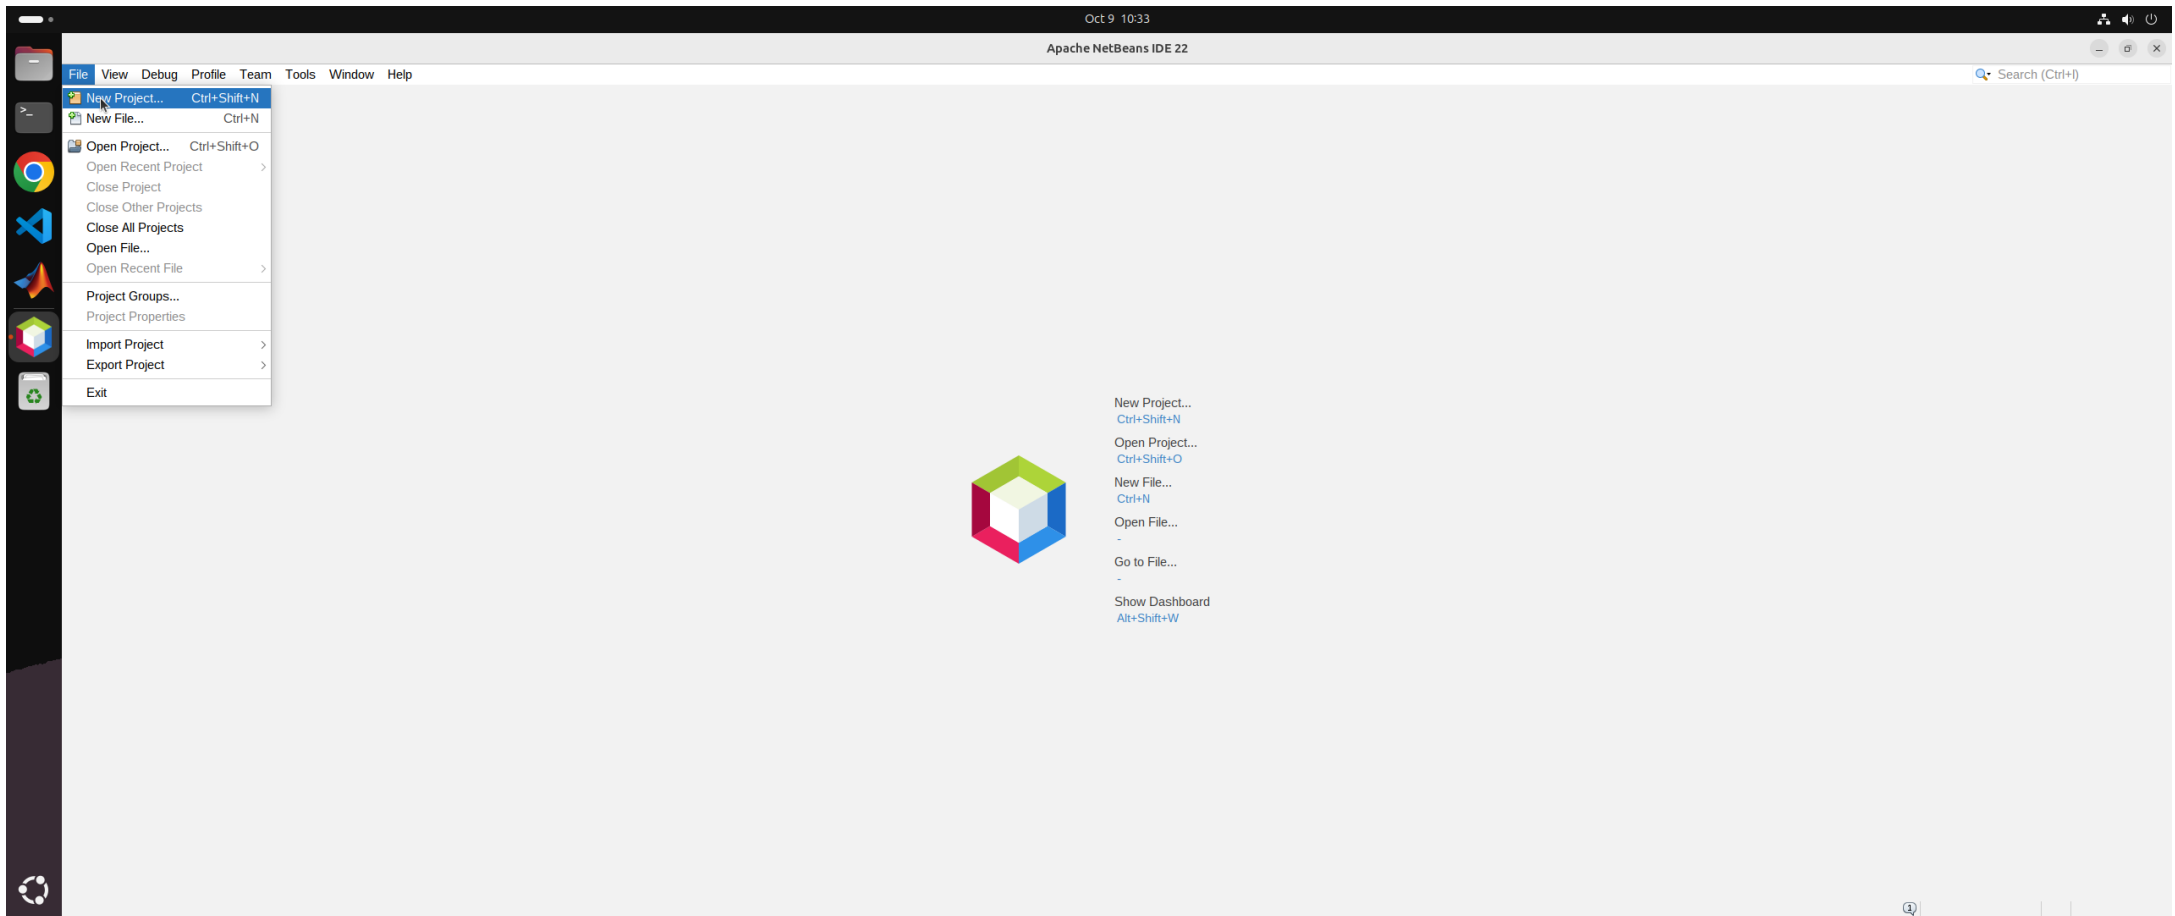 Oct 9 10:33
Apache NetBeans IDE 22
File View Debug Profile Team Tools Window Help
Search (Ctrl+I)
New Project... Ctrl+Shift+N
New File... Ctrl+N
Open Project... Ctrl+Shift+O
Open Recent Project
Close Project
Close Other Projects
Close All Projects
Open File...
Open Recent File
Project Groups...
Project Properties
Import Project
Export Project
Exit
New Project...
Ctrl+Shift+N
Open Project...
Ctrl+Shift+O
New File...
Ctrl+N
Open File...
-
Go to File...
-
Show Dashboard
Alt+Shift+W
1